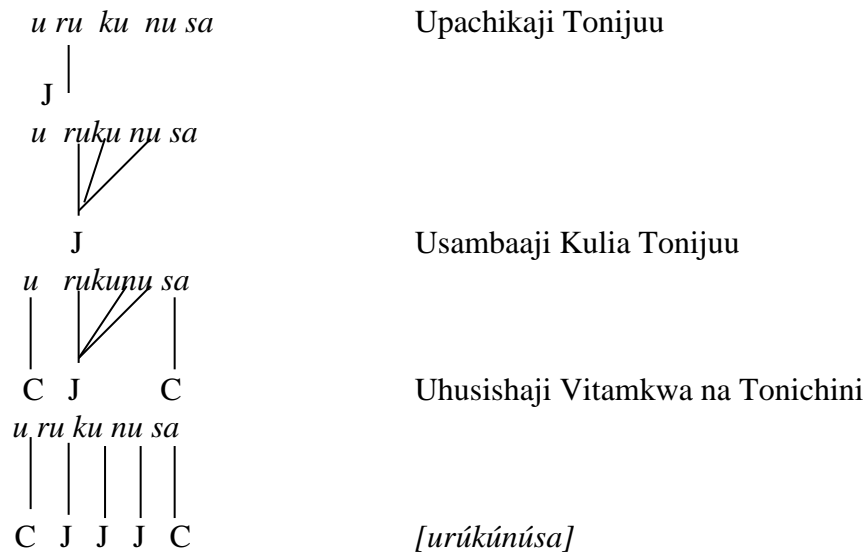 u ru ku nu sa Upachikaji Tonijuu
J
u ruku nu sa
J Usambaaji Kulia Tonijuu
u rukunu sa
C J C Uhusishaji Vitamkwa na Tonichini
u ru ku nu sa
C J J J C [urúkúnúsa]